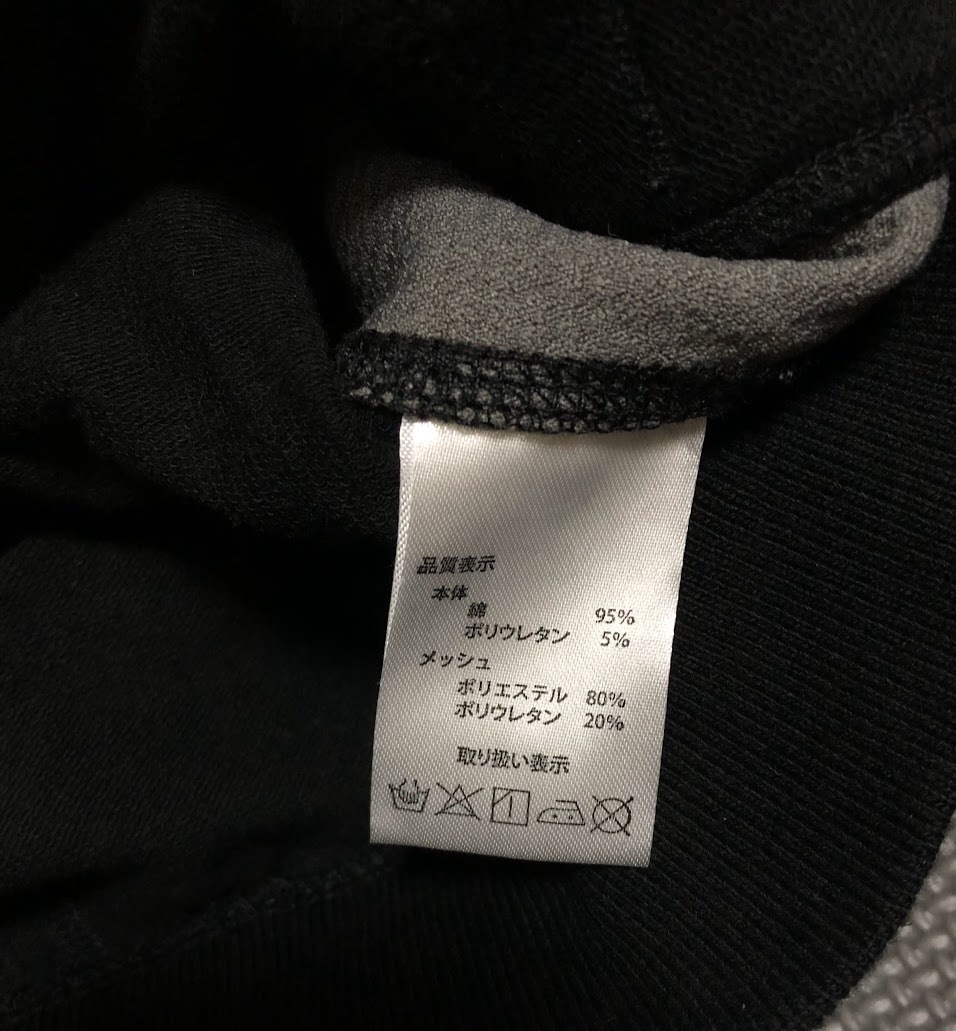 品質表示
本体
綿 95%
ポリウレタン 5%
メッシュ
ポリエステル 80%
ポリウレタン 20%
取り扱い表示